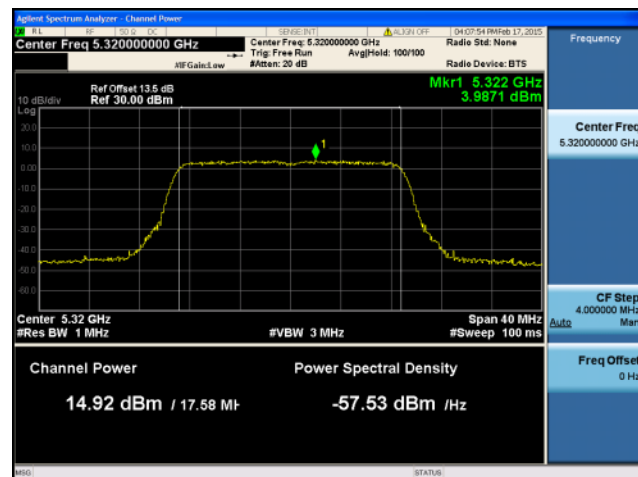 Agilent Spectrum Analyzer - Channel Power
RL RF 50 Ω DC SENSE:INT ALIGN OFF 04:07:54 PM Feb 17, 2015
Center Freq 5.320000000 GHz Center Freq: 5.320000000 GHz Radio Std: None Frequency
Trig: Free Run Avg|Hold: 100/100
#IFGain:Low #Atten: 20 dB Radio Device: BTS
Mkr1 5.322 GHz
Ref Offset 13.5 dB
10 dB/div Ref 30.00 dBm 3.9871 dBm
Log
20.0
10.0
0.00
-10.0
-20.0
-30.0
-40.0
-50.0
-60.0
1
Center Freq
5.320000000 GHz
Center 5.32 GHz Span 40 MHz
#Res BW 1 MHz #VBW 3 MHz #Sweep 100 ms
CF Step
4.000000 MHz
Auto Man
Channel Power Power Spectral Density
14.92 dBm / 17.58 MH -57.53 dBm /Hz
Freq Offset
0 Hz
MSG STATUS